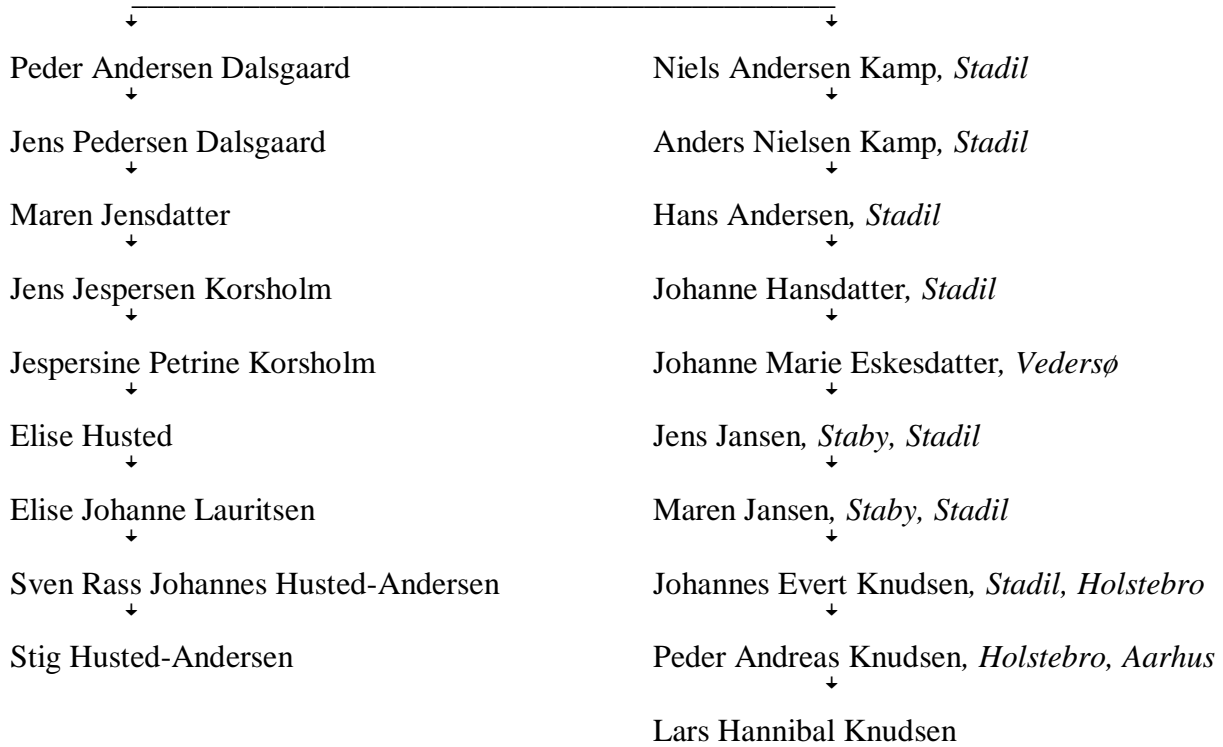 Peder Andersen Dalsgaard Niels Andersen Kamp, Stadil
Jens Pedersen Dalsgaard Anders Nielsen Kamp, Stadil
Maren Jensdatter Hans Andersen, Stadil
Jens Jespersen Korsholm Johanne Hansdatter, Stadil
Jespersine Petrine Korsholm Johanne Marie Eskesdatter, Vedersø
Elise Husted Jens Jansen, Staby, Stadil
Elise Johanne Lauritsen Maren Jansen, Staby, Stadil
Sven Rass Johannes Husted-Andersen Johannes Evert Knudsen, Stadil, Holstebro
Stig Husted-Andersen Peder Andreas Knudsen, Holstebro, Aarhus
Lars Hannibal Knudsen